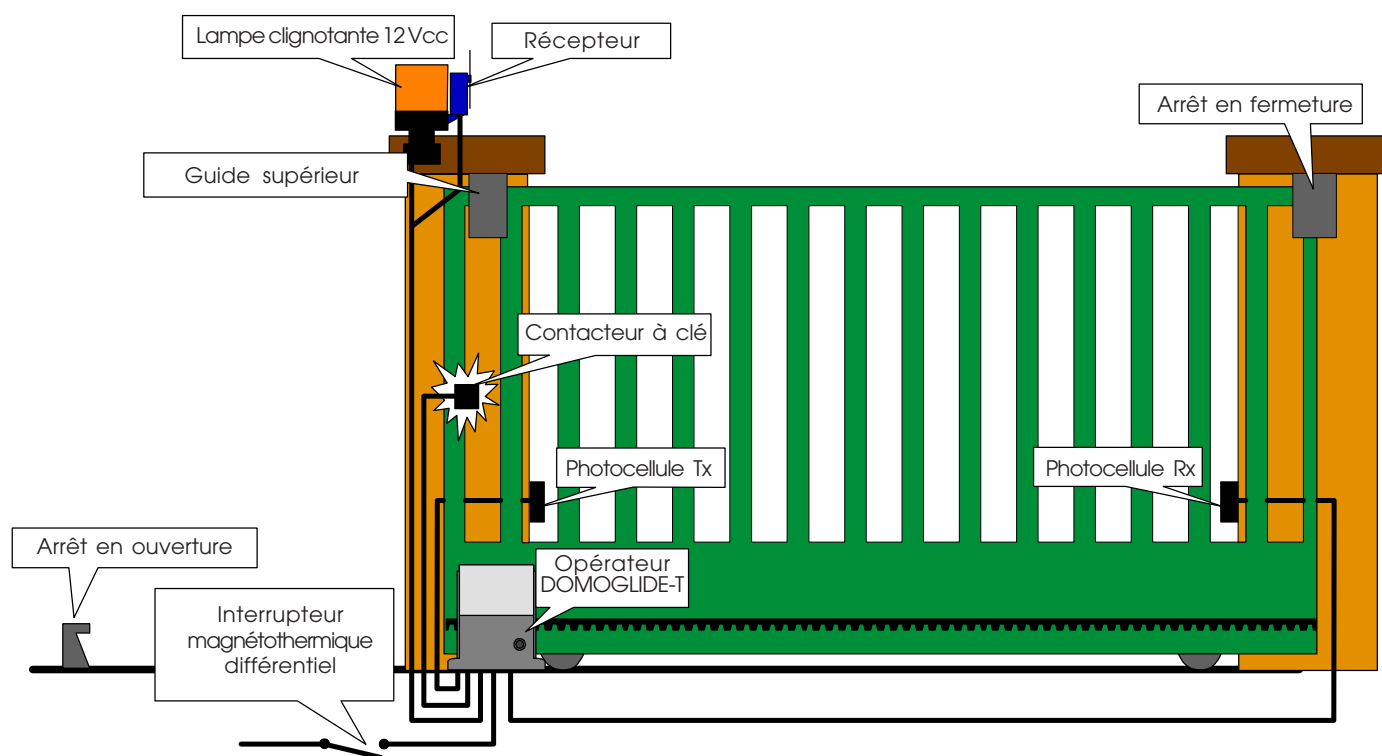 Lampe clignotante 12 Vcc
Récepteur
Arrêt en fermeture
Guide supérieur
Contacteur à clé
Photocellule Tx
Photocellule Rx
Arrêt en ouverture
Opérateur
DOMOGLIDE-T
Interrupteur
magnétothermique
différentiel